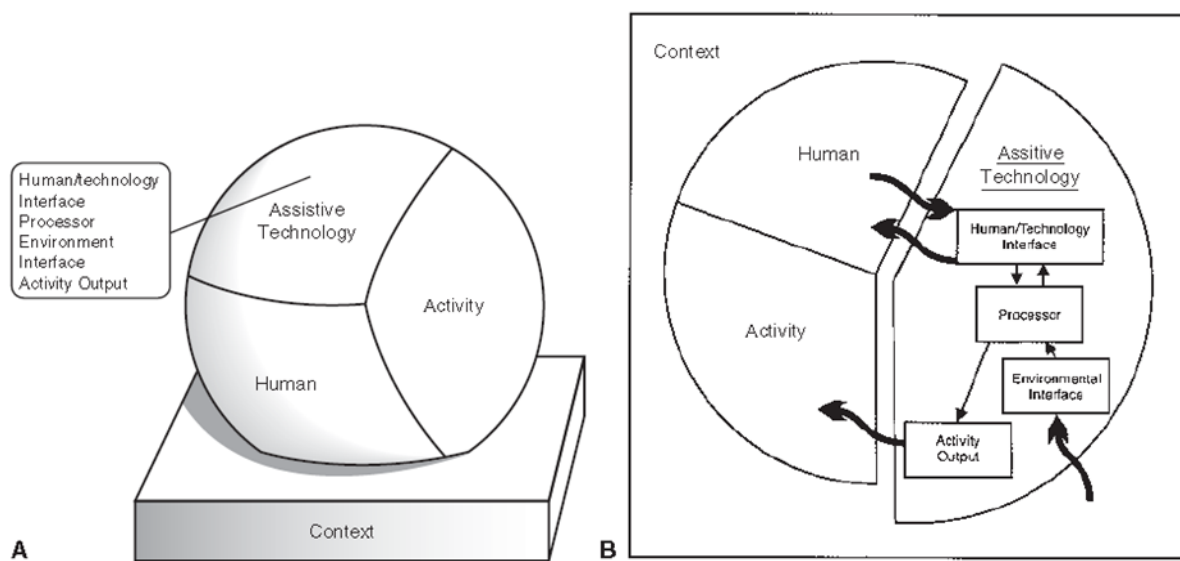 Human/technology
Interface
Processor
Environment
Interface
Activity Output
Assistive
Technology
Activity
Human
Context
A
Context
Human
Assitive
Technology
Human/Technology
Interface
Processor
Activity
Environmental
Interface
Activity
Output
B